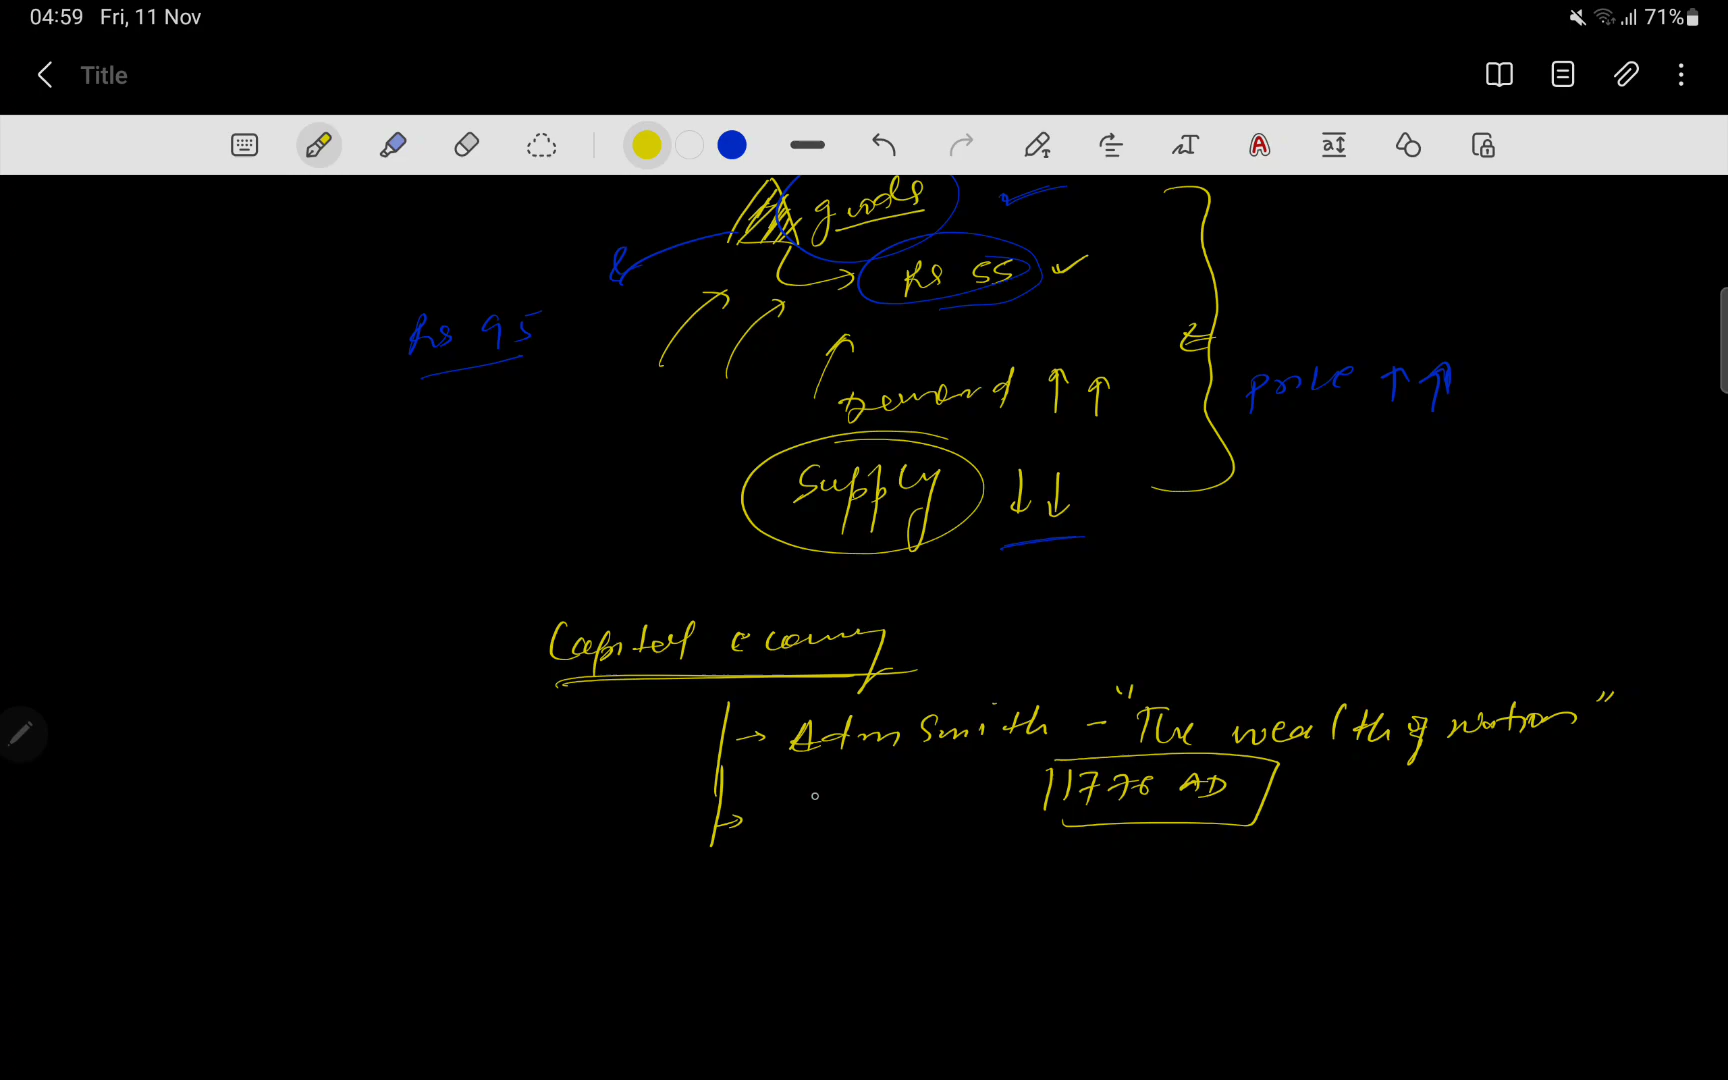 04:59 Fri, 11 Nov
71%
Title
goods
Rs 55
Rs 95
Demand ↑ ↑
Price ↑ ↑
Supply ↓ ↓
Capital economy
→ Adam Smith - "The wealth of nations"
1776 AD
→